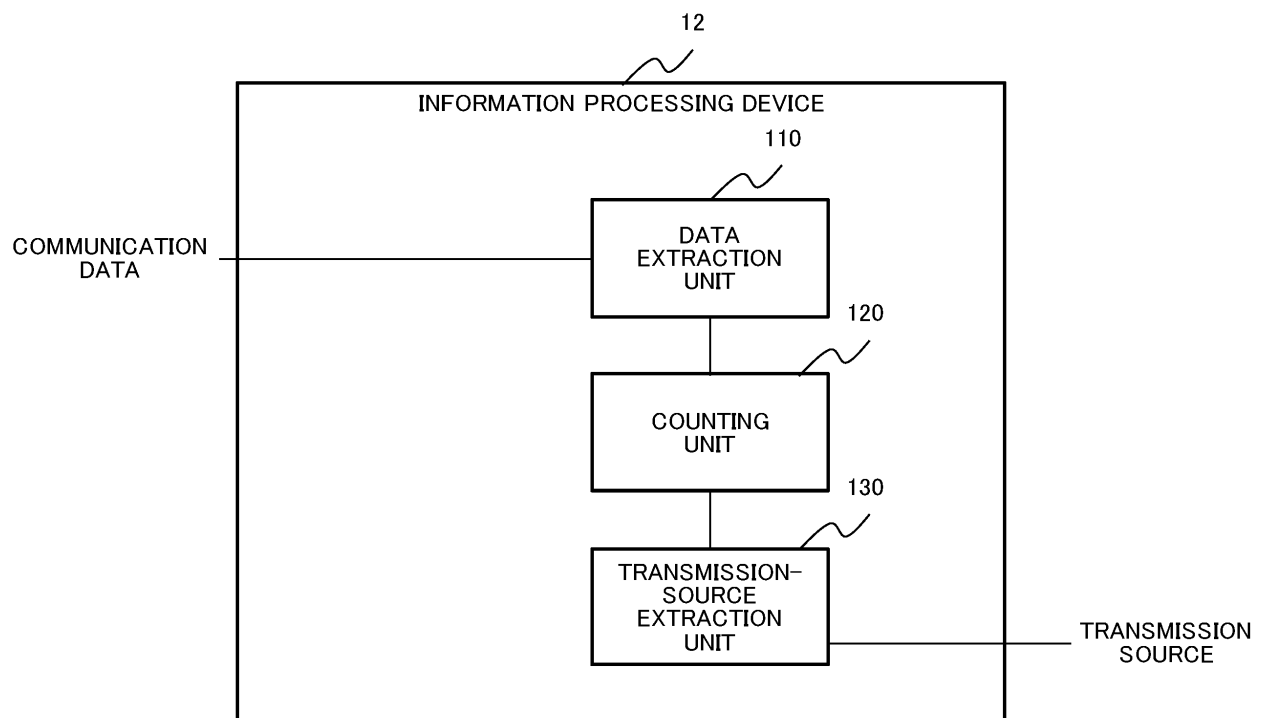 12
INFORMATION PROCESSING DEVICE
110
DATA
EXTRACTION
UNIT
COMMUNICATION
DATA
120
COUNTING
UNIT
130
TRANSMISSION-
SOURCE
EXTRACTION
UNIT
TRANSMISSION
SOURCE